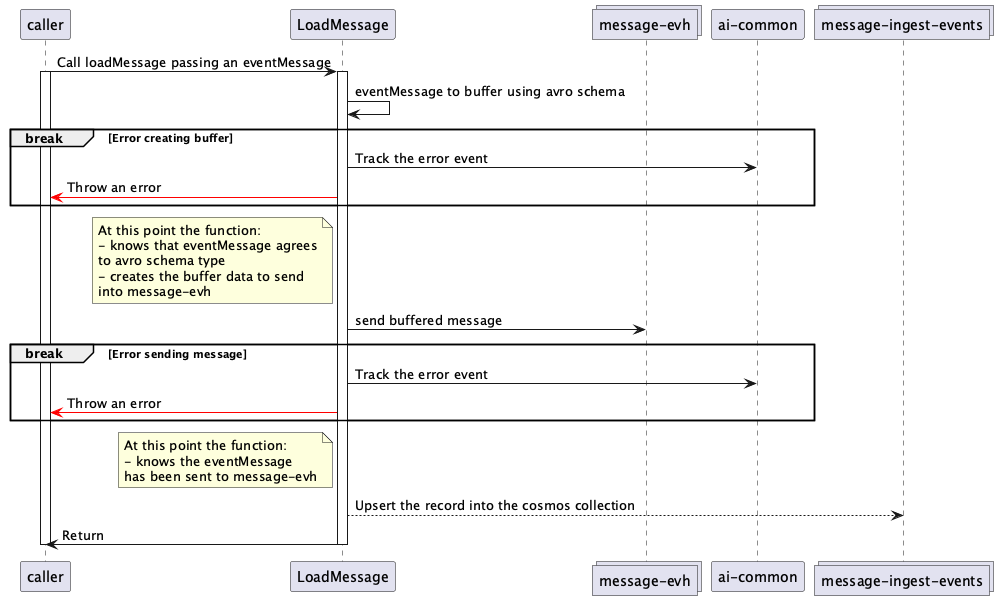 caller
LoadMessage
message-evh
ai-common
message-ingest-events
Call loadMessage passing an eventMessage
eventMessage to buffer using avro schema
break
[Error creating buffer]
Track the error event
Throw an error
At this point the function:
- knows that eventMessage agrees
to avro schema type
- creates the buffer data to send
into message-evh
send buffered message
break
[Error sending message]
Track the error event
Throw an error
At this point the function:
- knows the eventMessage
has been sent to message-evh
Upsert the record into the cosmos collection
Return
caller
LoadMessage
message-evh
ai-common
message-ingest-events